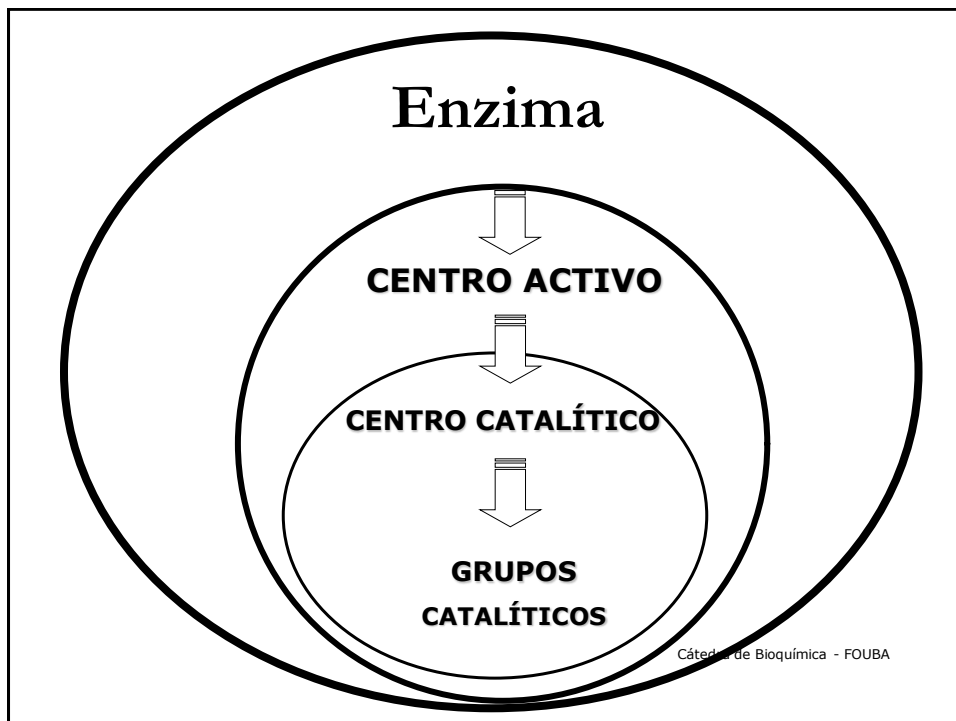 Enzima
CENTRO ACTIVO
CENTRO CATALÍTICO
GRUPOS
CATALÍTICOS
Cátedra de Bioquímica - FOUBA